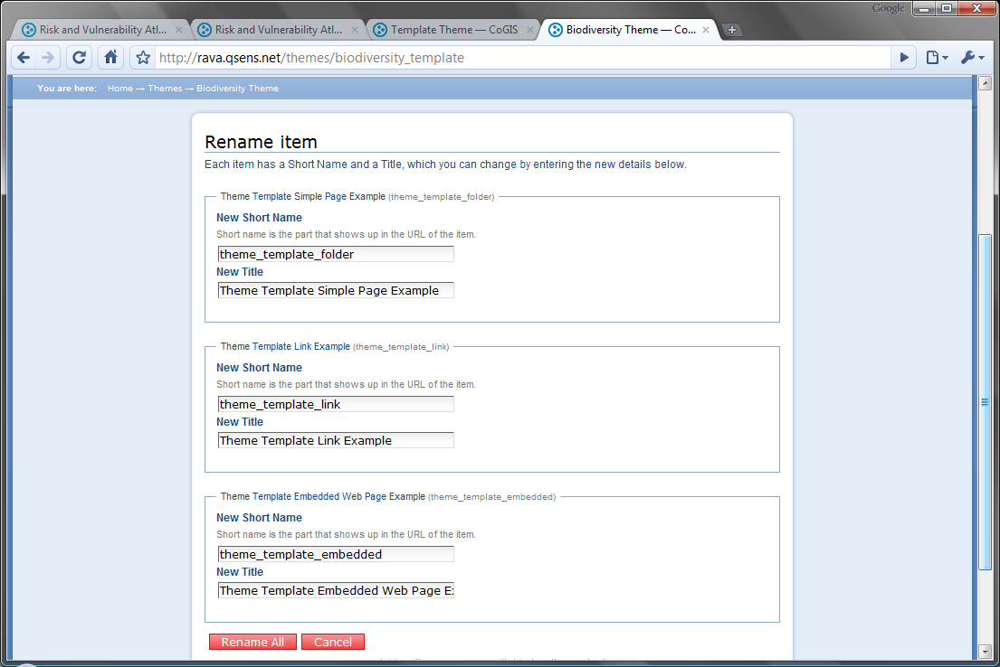 Google
Risk and Vulnerability Atl...
Risk and Vulnerability Atl...
Template Theme — CoGIS
Biodiversity Theme — Co...
http://rava.qsens.net/themes/biodiversity_template
You are here: Home → Themes → Biodiversity Theme
Rename item
Each item has a Short Name and a Title, which you can change by entering the new details below.
Theme Template Simple Page Example (theme_template_folder)
New Short Name
Short name is the part that shows up in the URL of the item.
theme_template_folder
New Title
Theme Template Simple Page Example
Theme Template Link Example (theme_template_link)
New Short Name
Short name is the part that shows up in the URL of the item.
theme_template_link
New Title
Theme Template Link Example
Theme Template Embedded Web Page Example (theme_template_embedded)
New Short Name
Short name is the part that shows up in the URL of the item.
theme_template_embedded
New Title
Theme Template Embedded Web Page E
Rename All Cancel